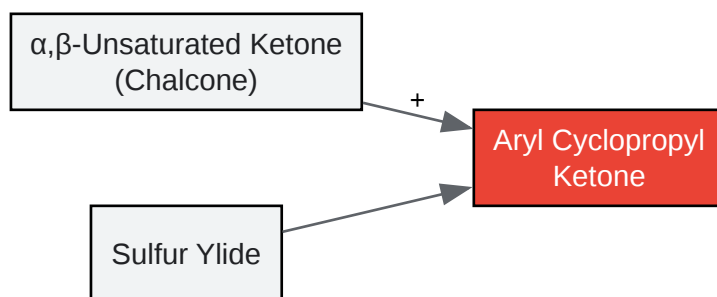 α,β-Unsaturated Ketone
(Chalcone)
+
Aryl Cyclopropyl
Ketone
Sulfur Ylide